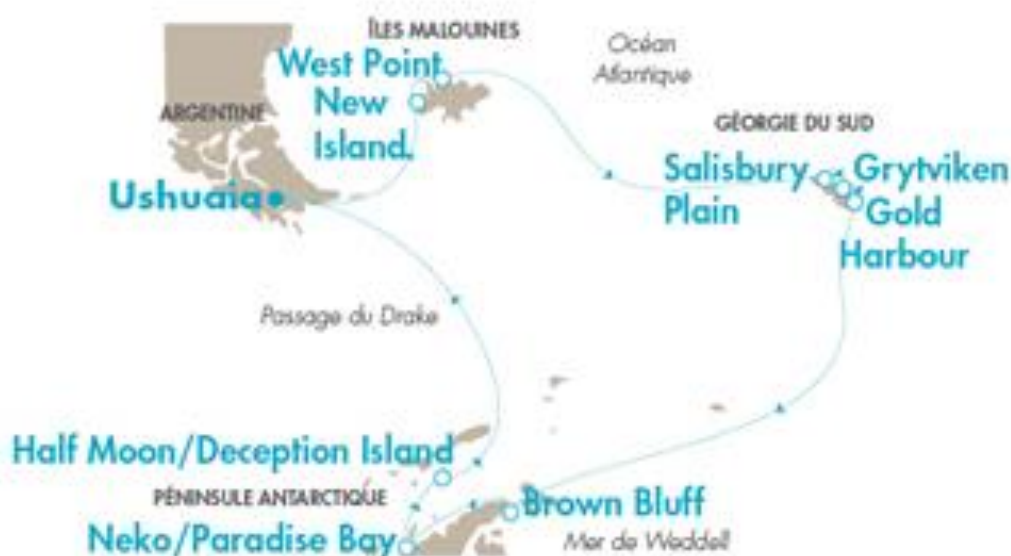 ÎLES MALOUINES
West Point
New
Island
Océan
Atlantique
ARGENTINE
GÉORGIE DU SUD
Salisbury
Plain
Grytviken
Gold
Harbour
Ushuaia
Passage du Drake
Half Moon/Deception Island
PÉNINSULE ANTARCTIQUE
Brown Bluff
Neko/Paradise Bay
Mer de Weddell